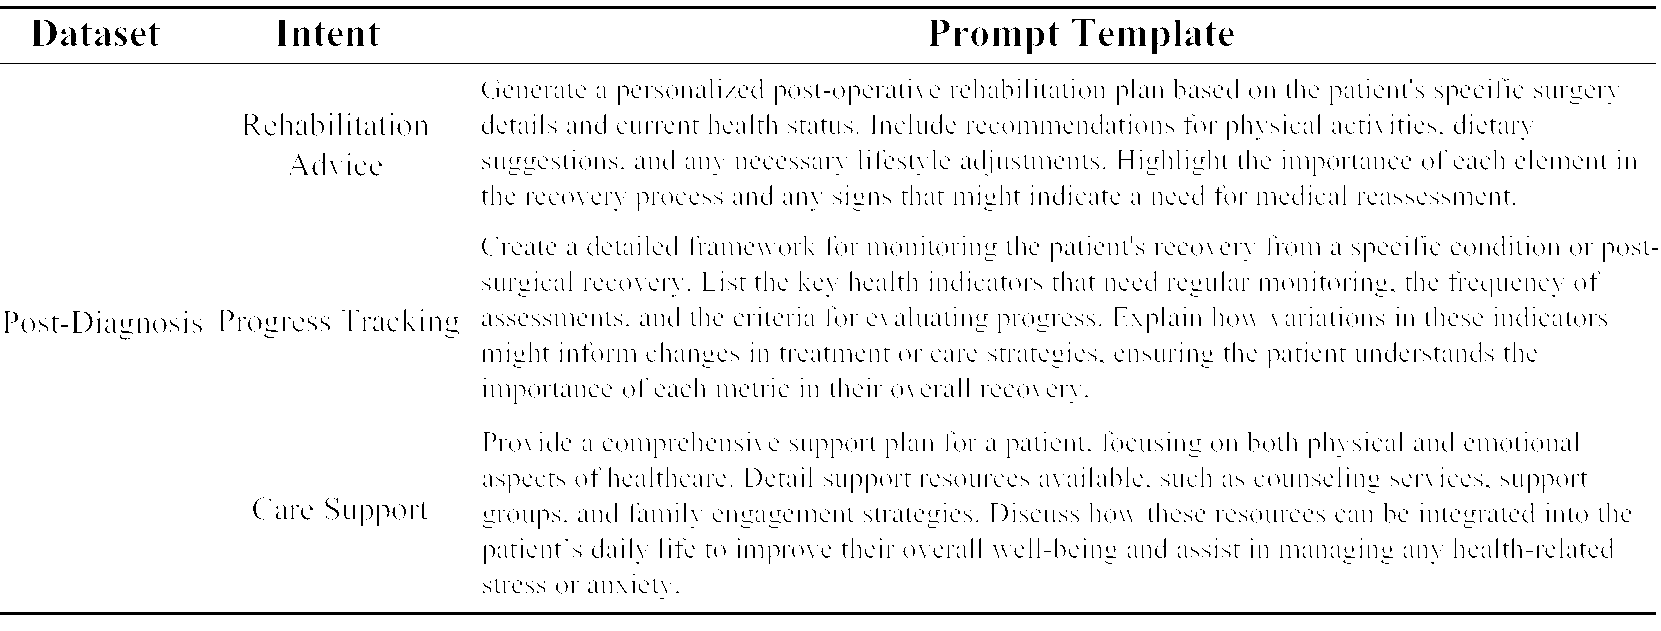 Dataset Intent Prompt Template
Generate a personalized post-operative rehabilitation plan based on the patient's specific surgery
details and current health status. Include recommendations for physical activities, dietary
suggestions, and any necessary lifestyle adjustments. Highlight the importance of each element in
the recovery process and any signs that might indicate a need for medical reassessment.
Rehabilitation
Advice
Create a detailed framework for monitoring the patient's recovery from a specific condition or post-
surgical recovery. List the key health indicators that need regular monitoring, the frequency of
assessments, and the criteria for evaluating progress. Explain how variations in these indicators
might inform changes in treatment or care strategies, ensuring the patient understands the
importance of each metric in their overall recovery.
Post-Diagnosis Progress Tracking
Provide a comprehensive support plan for a patient, focusing on both physical and emotional
aspects of healthcare. Detail support resources available, such as counseling services, support
groups, and family engagement strategies. Discuss how these resources can be integrated into the
patient’s daily life to improve their overall well-being and assist in managing any health-related
stress or anxiety.
Care Support